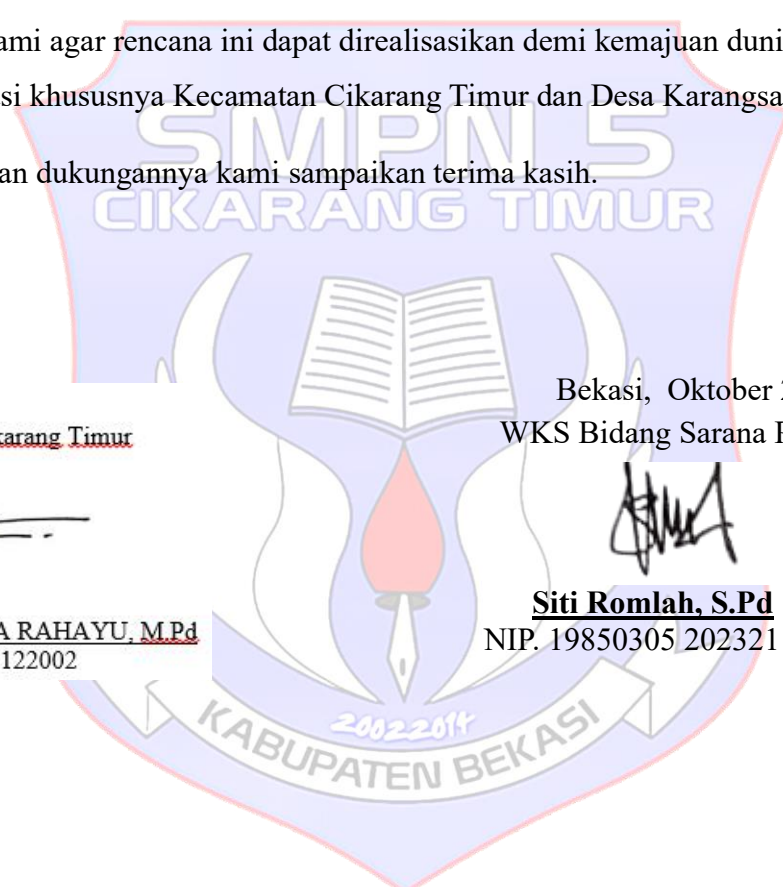 ami agar rencana ini dapat direalisasikan demi kemajuan duni
si khususnya Kecamatan Cikarang Timur dan Desa Karangsa
SMPN 5
an dukungannya kami sampaikan terima kasih.
CIKARANG TIMUR
Bekasi, Oktober 2
karang Timur
WKS Bidang Sarana P
Siti Romlah, S.Pd
A RAHAYU, M.Pd
NIP. 19850305 202321
122002
20022014
KABUPATEN BEKASI